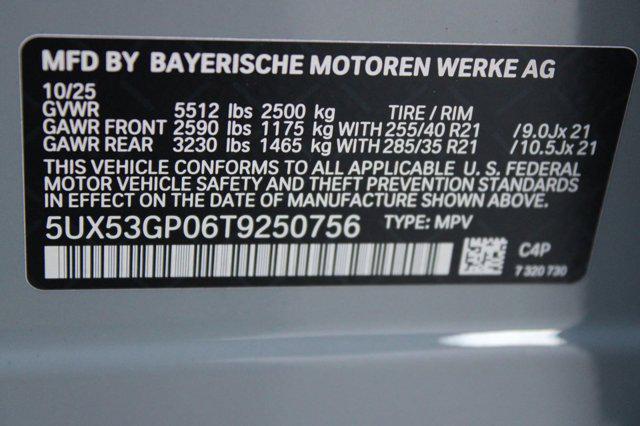 MFD BY BAYERISCHE MOTOREN WERKE AG
10/25
GVWR 5512 lbs 2500 kg TIRE / RIM
GAWR FRONT 2590 lbs 1175 kg WITH 255/40 R21 /9.0Jx 21
GAWR REAR 3230 lbs 1465 kg WITH 285/35 R21 /10.5Jx 21
THIS VEHICLE CONFORMS TO ALL APPLICABLE U. S. FEDERAL
MOTOR VEHICLE SAFETY AND THEFT PREVENTION STANDARDS
IN EFFECT ON THE DATE OF MANUFACTURE SHOWN ABOVE.
5UX53GP06T9250756 TYPE: MPV
C4P
7 320 730